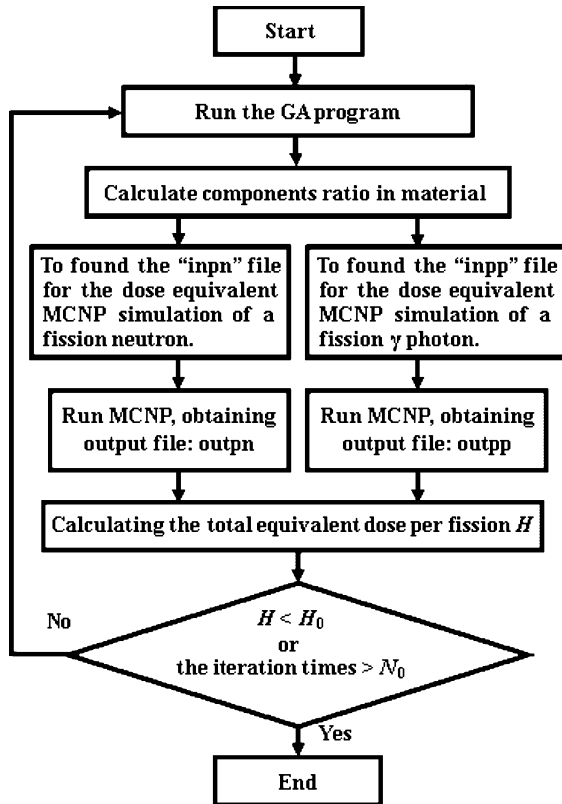 Start
Run the GA program
Calculate components ratio in material
To found the “inpn” file
for the dose equivalent
MCNP simulation of a
fission neutron.
To found the “inpp” file
for the dose equivalent
MCNP simulation of a
fission γ photon.
Run MCNP, obtaining
output file: outpn
Run MCNP, obtaining
output file: outpp
Calculating the total equivalent dose per fission H
No
H < H₀
or
the iteration times > N₀
Yes
End